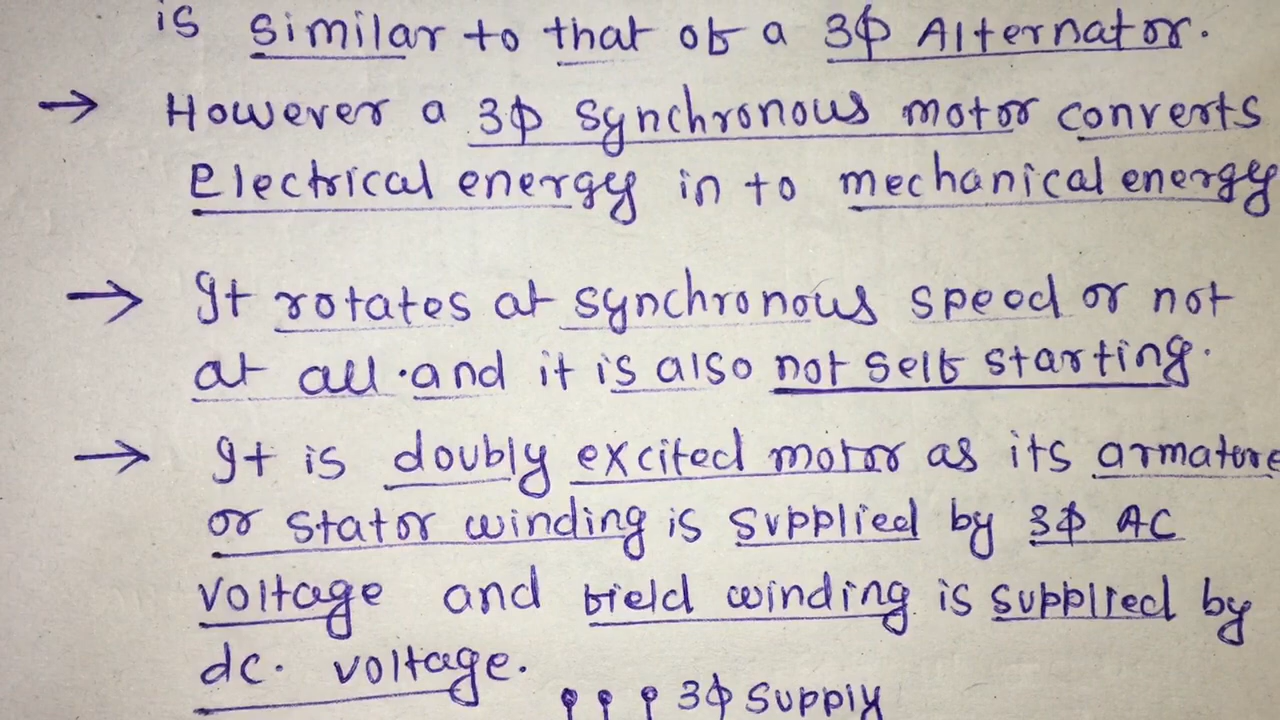 is similar to that of a 3ϕ Alternator.
→ However a 3ϕ synchronous motor converts
Electrical energy in to mechanical energy
→ It rotates at synchronous speed or not
at all. and it is also not self starting.
→ It is doubly excited motor as its armature
or stator winding is supplied by 3ϕ AC
voltage and field winding is supplied by
dc. voltage.
3ϕ Supply